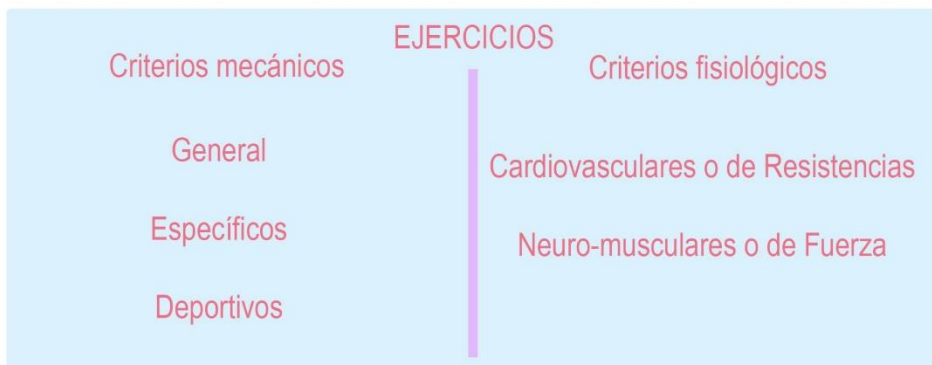 EJERCICIOS
Criterios mecánicos
General
Específicos
Deportivos
Criterios fisiológicos
Cardiovasculares o de Resistencias
Neuro-musculares o de Fuerza